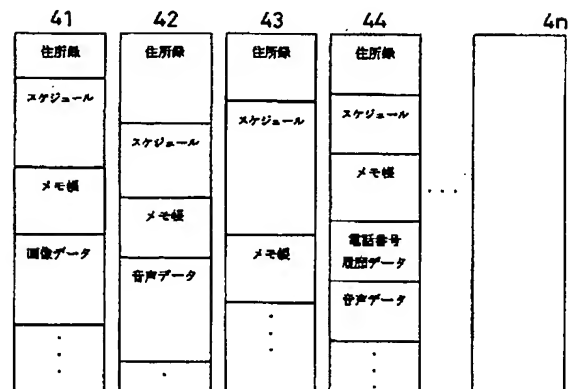 41
住所録
スケジュール
メモ帳
画像データ
42
住所録
スケジュール
メモ帳
音声データ
43
住所録
スケジュール
メモ帳
44
住所録
スケジュール
メモ帳
電話番号
履歴データ
音声データ
4n